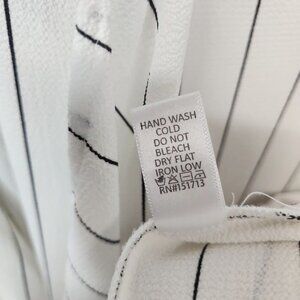 HAND WASH
COLD
DO NOT
BLEACH
DRY FLAT
IRON LOW
RN#151713